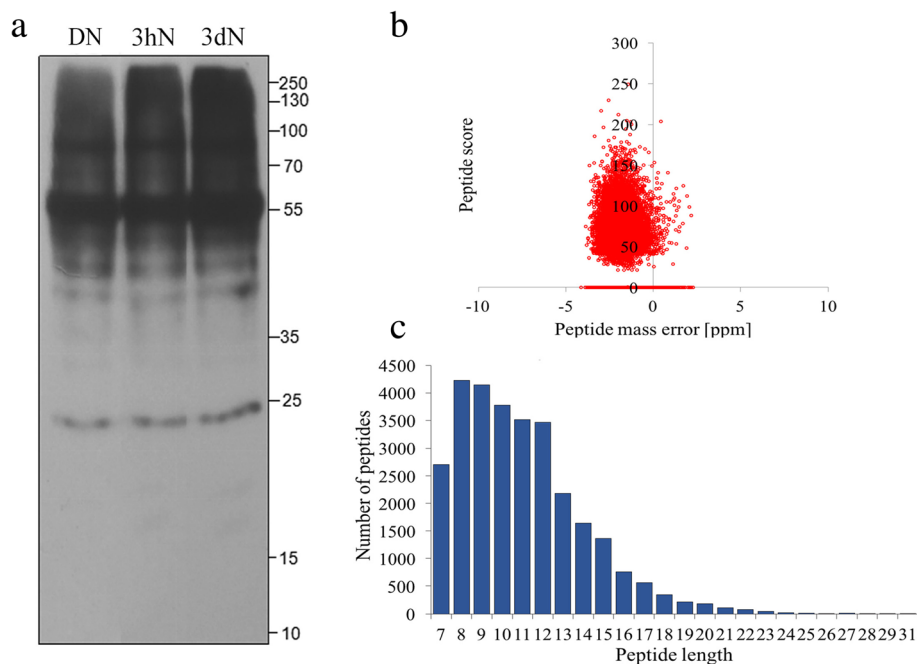 a
DN 3hN 3dN
250
130
100
70
55
35
25
15
10
b
300
250
200
150
100
50
0
Peptide score
-10 -5 0 5 10
Peptide mass error [ppm]
c
4500
4000
3500
3000
2500
2000
1500
1000
500
0
Number of peptides
7 8 9 10 11 12 13 14 15 16 17 18 19 20 21 22 23 24 25 26 27 28 29 31
Peptide length